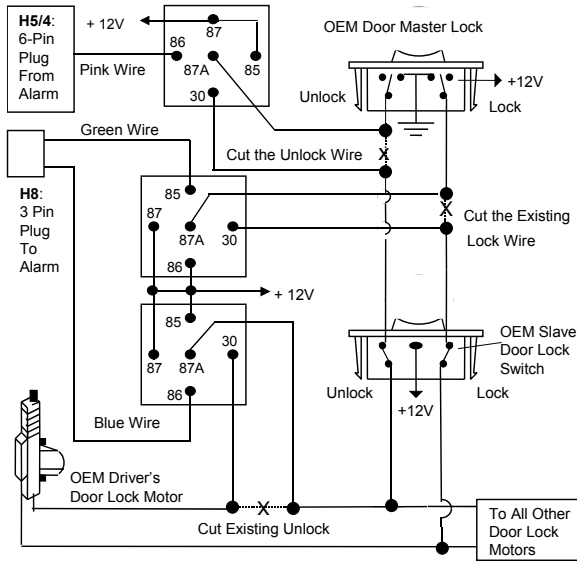 H5/4:
6-Pin
Plug
From
Alarm
+ 12V
87
86
Pink Wire
87A
85
30
OEM Door Master Lock
+12V
Unlock
Lock
H8:
3 Pin
Plug
To
Alarm
Green Wire
Cut the Unlock Wire
X
85
87
87A
30
86
X
Cut the Existing
Lock Wire
+ 12V
85
30
87
87A
86
Blue Wire
OEM Slave
Door Lock
Switch
Unlock
Lock
+12V
OEM Driver's
Door Lock Motor
X
Cut Existing Unlock
To All Other
Door Lock
Motors